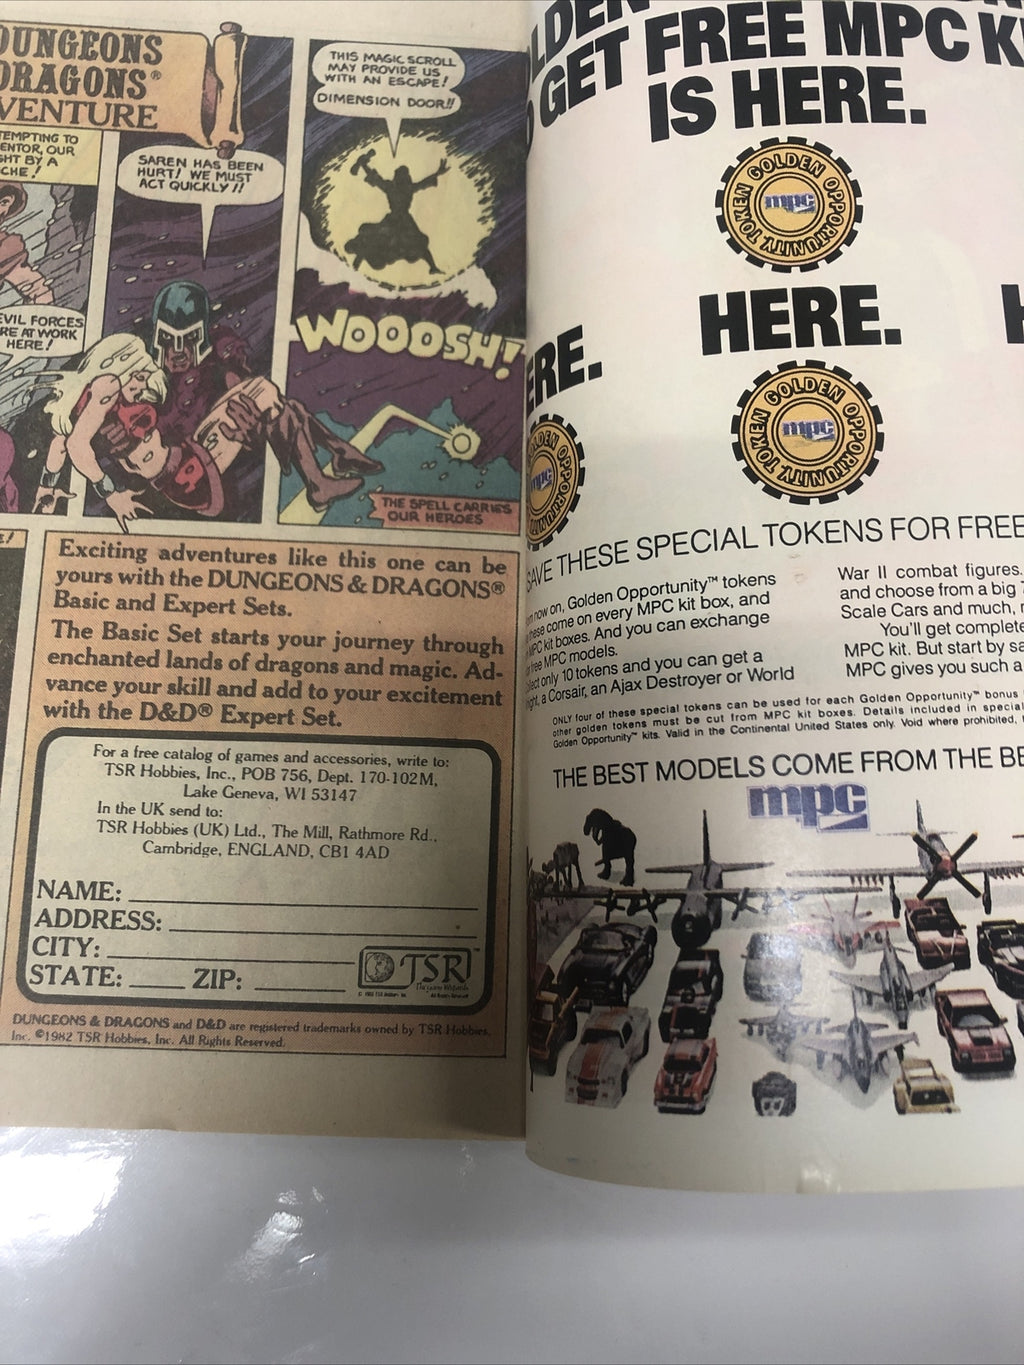 DUNGEONS
DRAGONS®
VENTURE
TEMPTING TO
ENTOR, OUR
GHT BY A
CHE!
EVIL FORCES
RE AT WORK
HERE!
SAREN HAS BEEN
HURT! WE MUST
ACT QUICKLY!!
THIS MAGIC SCROLL
MAY PROVIDE US
WITH AN ESCAPE!
DIMENSION DOOR!!
WOOOSH!
THE SPELL CARRIES
OUR HEROES
Exciting adventures like this one can be
yours with the DUNGEONS & DRAGONS®
Basic and Expert Sets.
The Basic Set starts your journey through
enchanted lands of dragons and magic. Ad-
vance your skill and add to your excitement
with the D&D® Expert Set.
For a free catalog of games and accessories, write to:
TSR Hobbies, Inc., POB 756, Dept. 170-102M,
Lake Geneva, WI 53147
In the UK send to:
TSR Hobbies (UK) Ltd., The Mill, Rathmore Rd.,
Cambridge, ENGLAND, CB1 4AD
NAME:
ADDRESS:
CITY:
STATE: ZIP:
TSR
The Game Wizards
DUNGEONS & DRAGONS and D&D are registered trademarks owned by TSR Hobbies,
Inc. ©1982 TSR Hobbies, Inc. All Rights Reserved.
LDEN
GET FREE MPC K
IS HERE.
GOLDEN OPPORTUNITY TOKEN
mpc
ERE.
HERE.
H
GOLDEN OPPORTUNITY TOKEN
mpc
mpc
SAVE THESE SPECIAL TOKENS FOR FREE
m now on, Golden Opportunity™ tokens
hese come on every MPC kit box, and
MPC kit boxes. And you can exchange
free MPC models.
llect only 10 tokens and you can get a
ight, a Corsair, an Ajax Destroyer or World
War II combat figures.
and choose from a big
Scale Cars and much,
You'll get complete
MPC kit. But start by sa
MPC gives you such a
ONLY four of these special tokens can be used for each Golden Opportunity™ bonus
other golden tokens must be cut from MPC kit boxes. Details included in special
Golden Opportunity™ kits. Valid in the Continental United States only. Void where prohibited,
THE BEST MODELS COME FROM THE BE
mpc